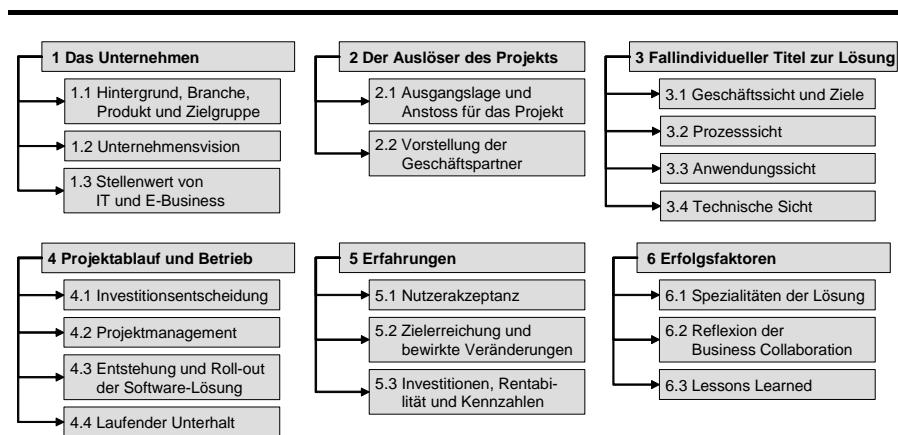 1 Das Unternehmen
1.1 Hintergrund, Branche,
Produkt und Zielgruppe
1.2 Unternehmensvision
1.3 Stellenwert von
IT und E-Business
2 Der Auslöser des Projekts
2.1 Ausgangslage und
Anstoss für das Projekt
2.2 Vorstellung der
Geschäftspartner
3 Fallindividueller Titel zur Lösung
3.1 Geschäftssicht und Ziele
3.2 Prozesssicht
3.3 Anwendungssicht
3.4 Technische Sicht
4 Projektablauf und Betrieb
4.1 Investitionsentscheidung
4.2 Projektmanagement
4.3 Entstehung und Roll-out
der Software-Lösung
4.4 Laufender Unterhalt
5 Erfahrungen
5.1 Nutzerakzeptanz
5.2 Zielerreichung und
bewirkte Veränderungen
5.3 Investitionen, Rentabi-
lität und Kennzahlen
6 Erfolgsfaktoren
6.1 Spezialitäten der Lösung
6.2 Reflexion der
Business Collaboration
6.3 Lessons Learned